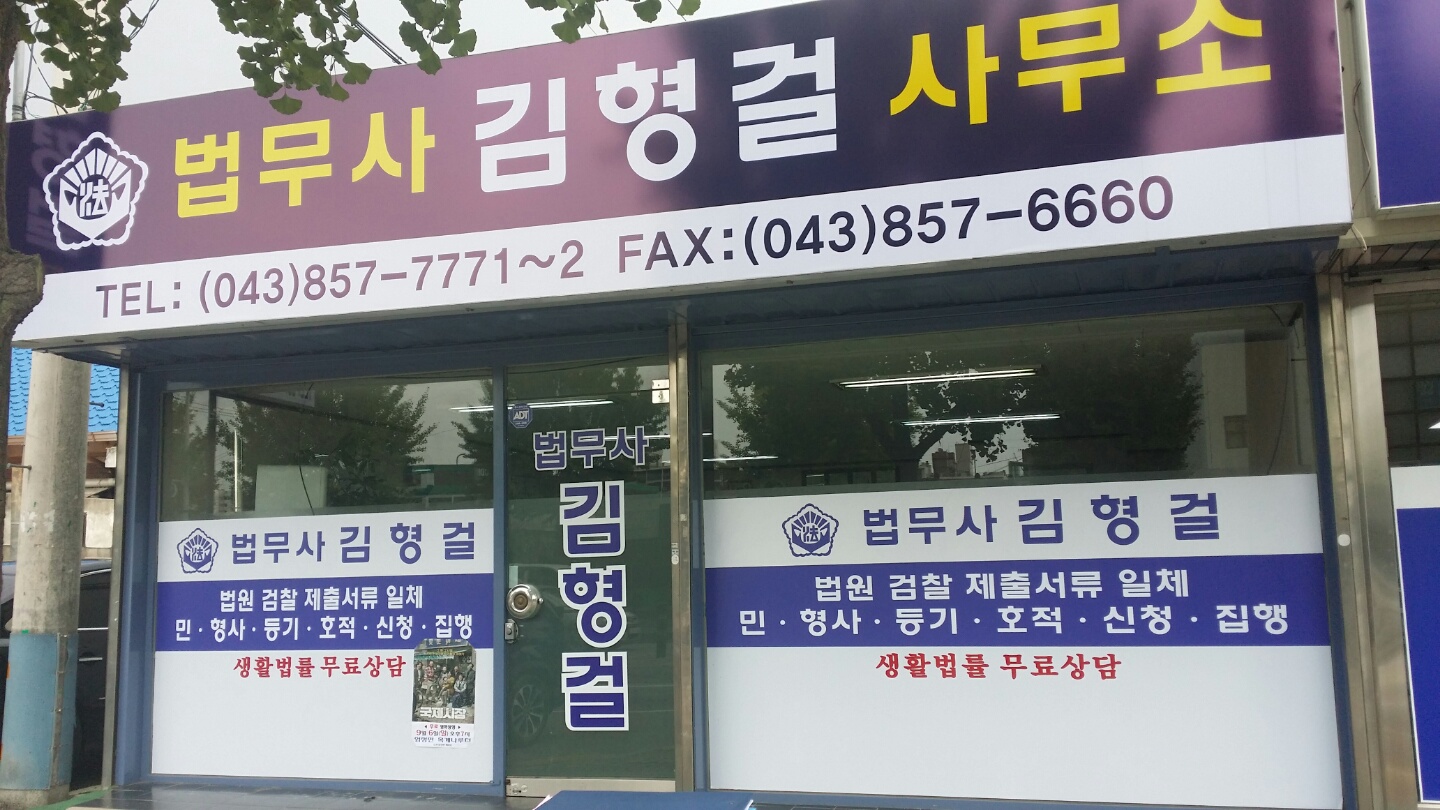 법무사 김형걸 사무소
法
TEL: (043)857-7771~2 FAX:(043)857-6660
ADT
법무사
김형걸
法 법무사 김형걸
법원 검찰 제출서류 일체
민·형사·등기·호적·신청·집행
생활법률 무료상담
국제시장
9월 6일(일)
法 법무사 김형걸
법원 검찰 제출서류 일체
민·형사·등기·호적·신청·집행
생활법률 무료상담